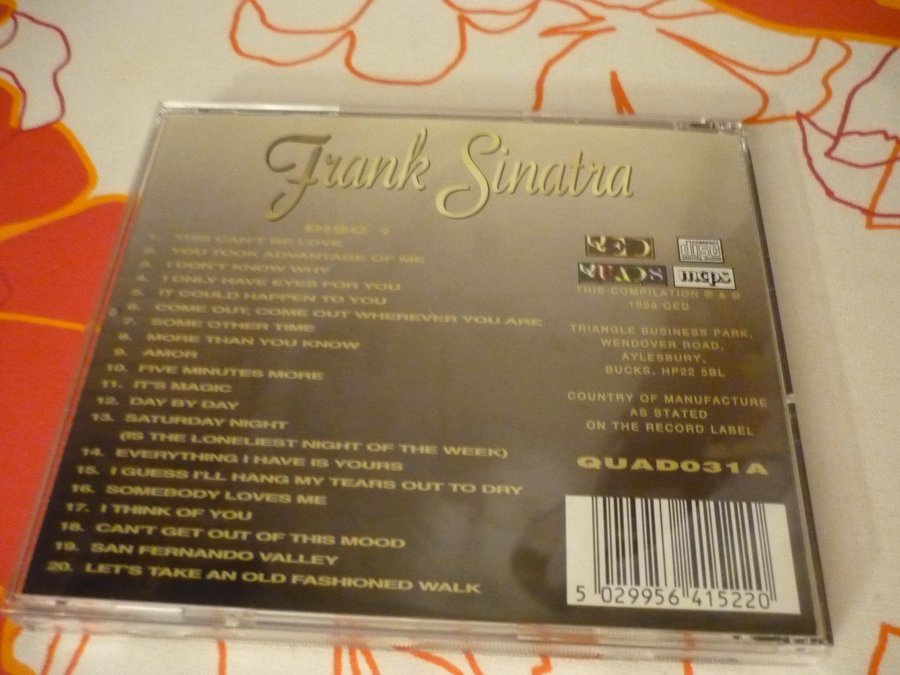 Frank Sinatra
DISC 1
1. THIS CAN'T BE LOVE
2. YOU TOOK ADVANTAGE OF ME
3. I DON'T KNOW WHY
4. I ONLY HAVE EYES FOR YOU
5. IT COULD HAPPEN TO YOU
6. COME OUT, COME OUT WHEREVER YOU ARE
7. SOME OTHER TIME
8. MORE THAN YOU KNOW
9. AMOR
10. FIVE MINUTES MORE
11. IT'S MAGIC
12. DAY BY DAY
13. SATURDAY NIGHT
(IS THE LONELIEST NIGHT OF THE WEEK)
14. EVERYTHING I HAVE IS YOURS
15. I GUESS I'LL HANG MY TEARS OUT TO DRY
16. SOMEBODY LOVES ME
17. I THINK OF YOU
18. CAN'T GET OUT OF THIS MOOD
19. SAN FERNANDO VALLEY
20. LET'S TAKE AN OLD FASHIONED WALK
COMPACT
disc
DIGITAL AUDIO
mcps
THIS COMPILATION ℗ & ©
1998 QED
TRIANGLE BUSINESS PARK,
WENDOVER ROAD,
AYLESBURY,
BUCKS. HP22 5BL
COUNTRY OF MANUFACTURE
AS STATED
ON THE RECORD LABEL
QUAD031A
5 029956 415220